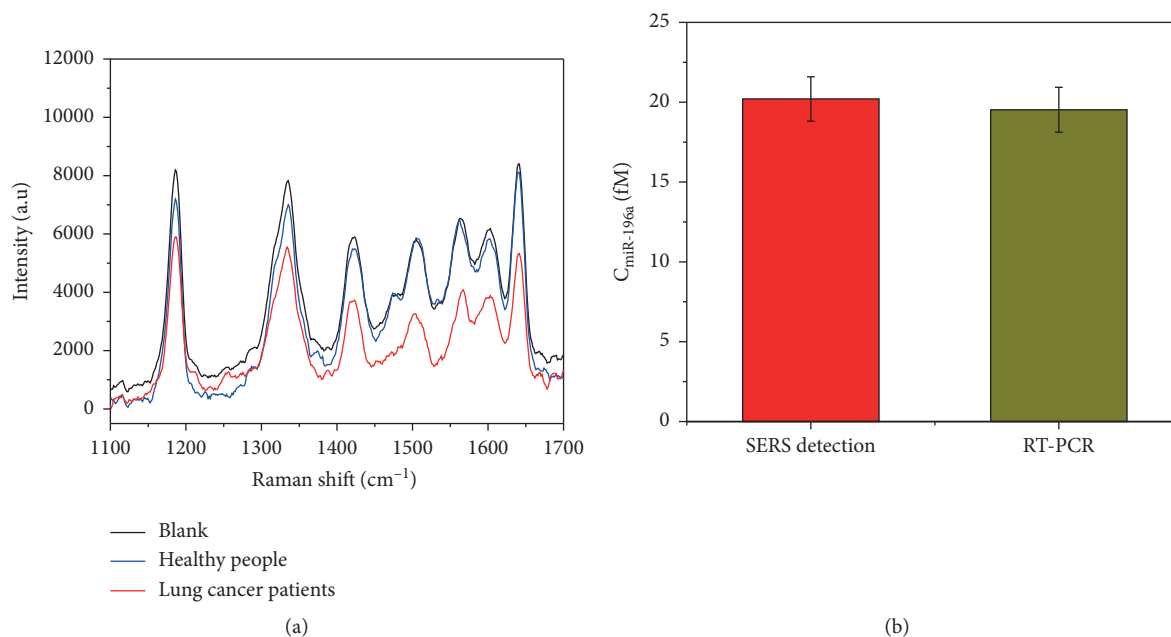 12000
10000
8000
6000
4000
2000
0
Intensity (a.u)
1100 1200 1300 1400 1500 1600 1700
Raman shift (cm⁻¹)
Blank
Healthy people
Lung cancer patients
(a)
25
20
15
10
5
0
C_miR-196a (fM)
SERS detection RT-PCR
(b)